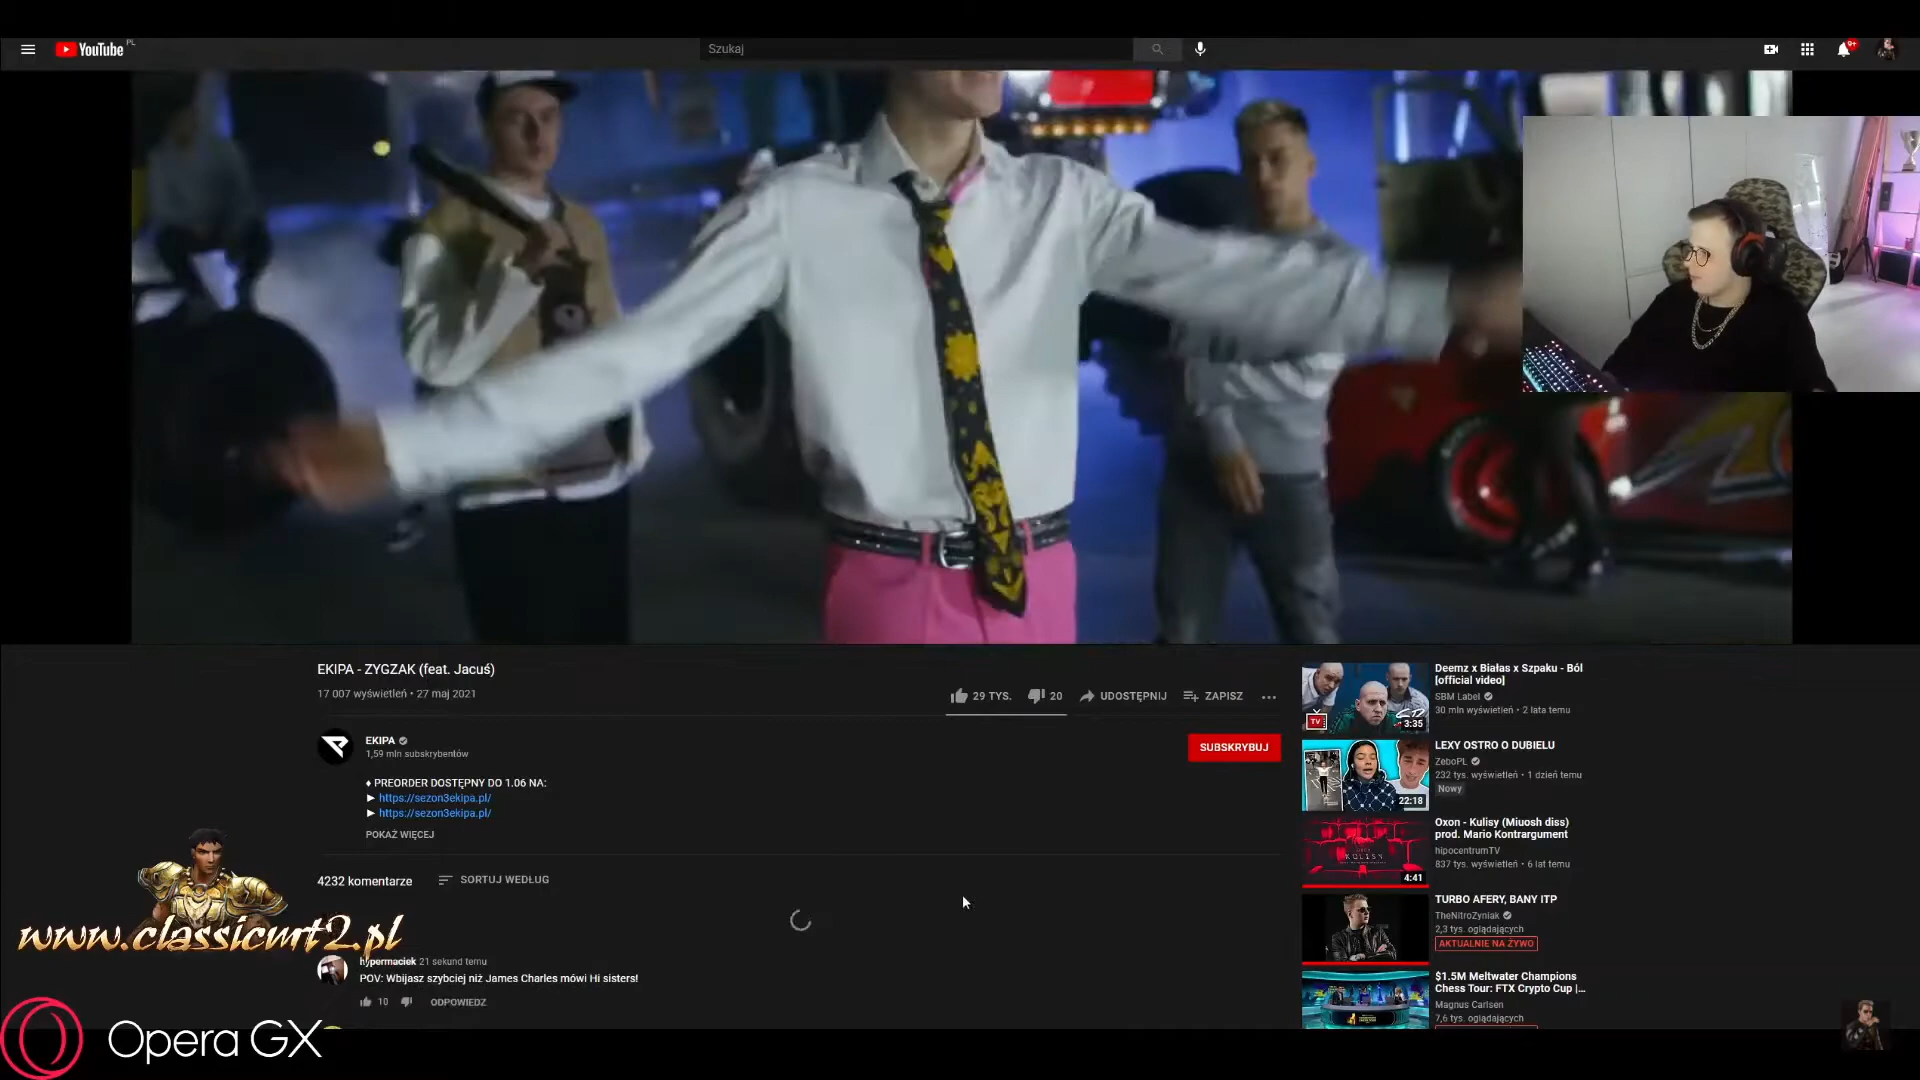 YouTube PL
Szukaj
9+
EKIPA - ZYGZAK (feat. Jacuś)
17 007 wyświetleń • 27 maj 2021
29 TYS.
20
UDOSTĘPNIJ
ZAPISZ
EKIPA
1,59 mln subskrybentów
SUBSKRYBUJ
♦ PREORDER DOSTĘPNY DO 1.06 NA:
► https://sezon3ekipa.pl/
► https://sezon3ekipa.pl/
POKAŻ WIĘCEJ
4232 komentarze
SORTUJ WEDŁUG
hypermaciek 21 sekund temu
POV: Wbijasz szybciej niż James Charles mówi Hi sisters!
10
ODPOWIEDZ
TV
3:35
Deemz x Białas x Szpaku - Ból
[official video]
SBM Label
30 mln wyświetleń • 2 lata temu
22:18
LEXY OSTRO O DUBIELU
ZeboPL
232 tys. wyświetleń • 1 dzień temu
Nowy
KULISY
4:41
Oxon - Kulisy (Miuosh diss)
prod. Mario Kontrargument
hipocentrumTV
837 tys. wyświetleń • 6 lat temu
TURBO AFERY, BANY ITP
TheNitroZyniak
2,3 tys. oglądających
AKTUALNIE NA ŻYWO
$1.5M Meltwater Champions
Chess Tour: FTX Crypto Cup |...
Magnus Carlsen
7,6 tys. oglądających
www.classicmt2.pl
Opera GX